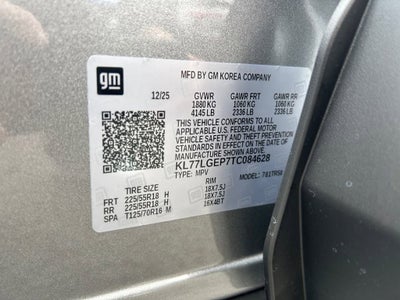 gm
MFD BY GM KOREA COMPANY
12/25 GVWR GAWR FRT GAWR RR
1880 KG 1060 KG 1060 KG
4145 LB 2336 LB 2336 LB
THIS VEHICLE CONFORMS TO ALL APPLICABLE
U.S. FEDERAL MOTOR
VEHICLE SAFETY AND THEFT PREVENTION
STANDARDS IN EFFECT ON THE DATE OF
MANUFACTURE SHOWN ABOVE.
KL77LGEP7TC084628
TYPE: MPV MODEL:
TIRE SIZE RIM
FRT 225/55R18 H 18X7.5J
RR 225/55R18 H 18X7.5J
SPA T125/70R16 M 16X4BT